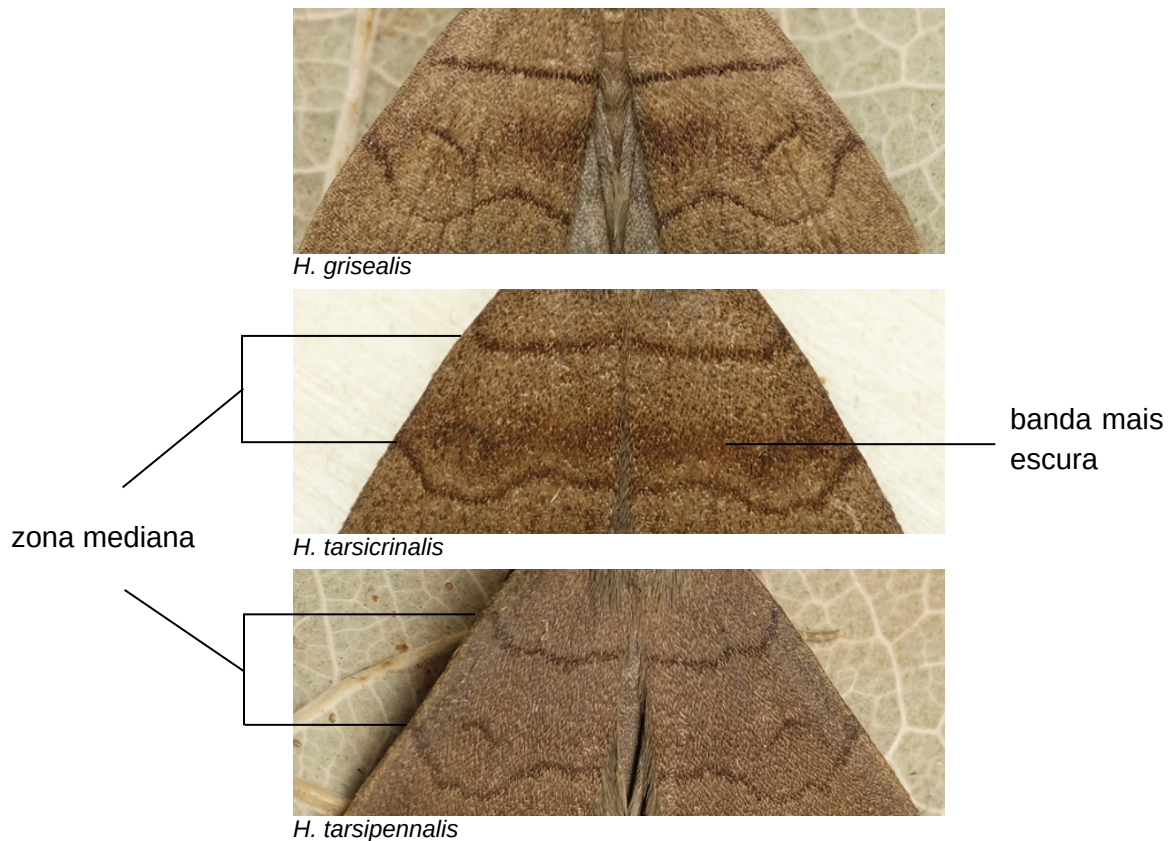 H. grisealis
banda mais
escura
zona mediana
H. tarsicrinalis
H. tarsipennalis